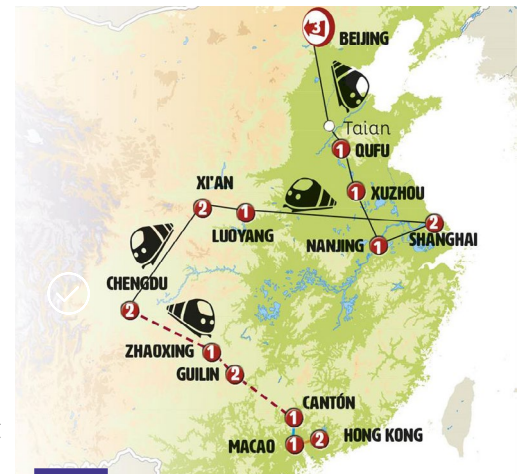 3
BEIJING
Taian
1 QUFU
1 XUZHOU
XI'AN
2
1
LUOYANG
2
SHANGHAI
NANJING
1
CHENGDU
2
ZHAOXING 1
GUILIN 2
CANTÓN
1
MACAO 1
2 HONG KONG